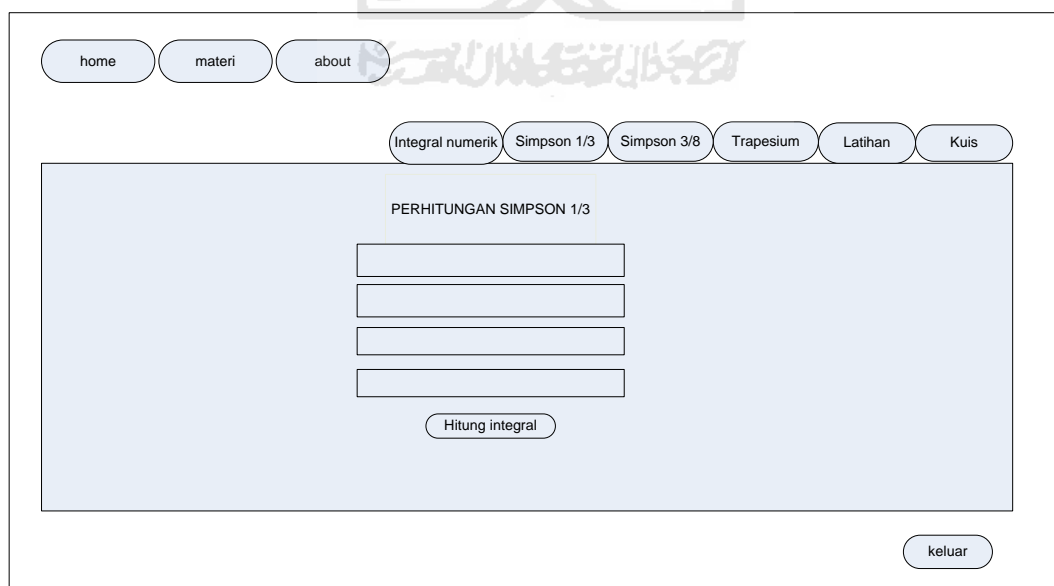 home materi about
Integral numerik Simpson 1/3 Simpson 3/8 Trapesium Latihan Kuis
PERHITUNGAN SIMPSON 1/3
Hitung integral
keluar